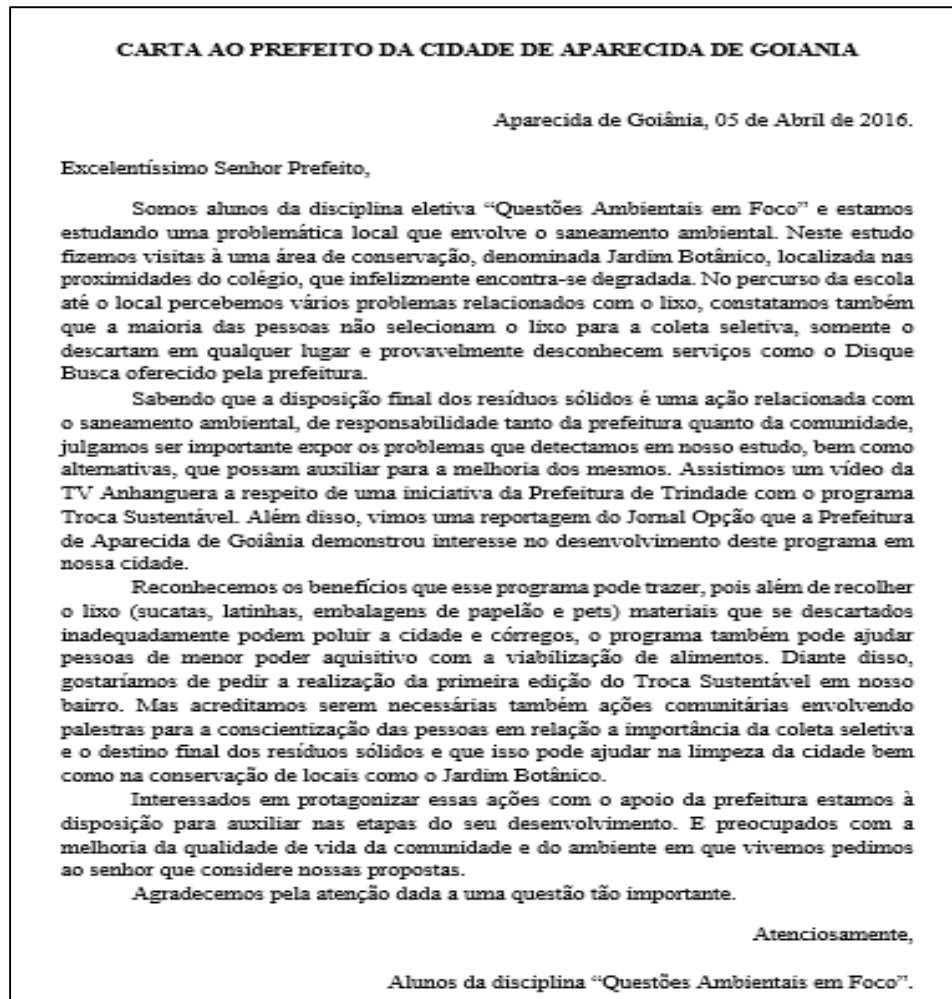 CARTA AO PREFEITO DA CIDADE DE APARECIDA DE GOIANIA
Aparecida de Goiânia, 05 de Abril de 2016.
Excelentíssimo Senhor Prefeito,
Somos alunos da disciplina eletiva “Questões Ambientais em Foco” e estamos
estudando uma problemática local que envolve o saneamento ambiental. Neste estudo
fizemos visitas à uma área de conservação, denominada Jardim Botânico, localizada nas
proximidades do colégio, que infelizmente encontra-se degradada. No percurso da escola
até o local percebemos vários problemas relacionados com o lixo, constatamos também
que a maioria das pessoas não selecionam o lixo para a coleta seletiva, somente o
descartam em qualquer lugar e provavelmente desconhecem serviços como o Disque
Busca oferecido pela prefeitura.
Sabendo que a disposição final dos resíduos sólidos é uma ação relacionada com
o saneamento ambiental, de responsabilidade tanto da prefeitura quanto da comunidade,
julgamos ser importante expor os problemas que detectamos em nosso estudo, bem como
alternativas, que possam auxiliar para a melhoria dos mesmos. Assistimos um vídeo da
TV Anhanguera a respeito de uma iniciativa da Prefeitura de Trindade com o programa
Troca Sustentável. Além disso, vimos uma reportagem do Jornal Opção que a Prefeitura
de Aparecida de Goiânia demonstrou interesse no desenvolvimento deste programa em
nossa cidade.
Reconhecemos os benefícios que esse programa pode trazer, pois além de recolher
o lixo (sucatas, latinhas, embalagens de papelão e pets) materiais que se descartados
inadequadamente podem poluir a cidade e córregos, o programa também pode ajudar
pessoas de menor poder aquisitivo com a viabilização de alimentos. Diante disso,
gostaríamos de pedir a realização da primeira edição do Troca Sustentável em nosso
bairro. Mas acreditamos serem necessárias também ações comunitárias envolvendo
palestras para a conscientização das pessoas em relação a importância da coleta seletiva
e o destino final dos resíduos sólidos e que isso pode ajudar na limpeza da cidade bem
como na conservação de locais como o Jardim Botânico.
Interessados em protagonizar essas ações com o apoio da prefeitura estamos à
disposição para auxiliar nas etapas do seu desenvolvimento. E preocupados com a
melhoria da qualidade de vida da comunidade e do ambiente em que vivemos pedimos
ao senhor que considere nossas propostas.
Agradecemos pela atenção dada a uma questão tão importante.
Atenciosamente,
Alunos da disciplina “Questões Ambientais em Foco”.